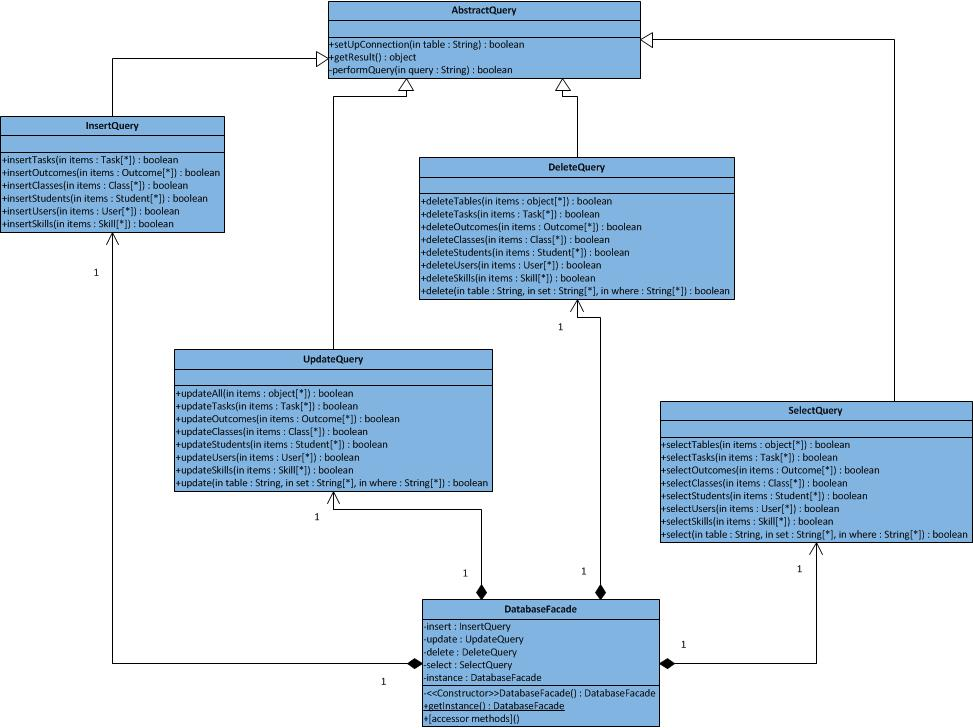 AbstractQuery
+setUpConnection(in table : String) : boolean
+getResult() : object
-performQuery(in query : String) : boolean
InsertQuery
+insertTasks(in items : Task[*]) : boolean
+insertOutcomes(in items : Outcome[*]) : boolean
+insertClasses(in items : Class[*]) : boolean
+insertStudents(in items : Student[*]) : boolean
+insertUsers(in items : User[*]) : boolean
+insertSkills(in items : Skill[*]) : boolean
DeleteQuery
+deleteTables(in items : object[*]) : boolean
+deleteTasks(in items : Task[*]) : boolean
+deleteOutcomes(in items : Outcome[*]) : boolean
+deleteClasses(in items : Class[*]) : boolean
+deleteStudents(in items : Student[*]) : boolean
+deleteUsers(in items : User[*]) : boolean
+deleteSkills(in items : Skill[*]) : boolean
+delete(in table : String, in set : String[*], in where : String[*]) : boolean
1
1
UpdateQuery
+updateAll(in items : object[*]) : boolean
+updateTasks(in items : Task[*]) : boolean
+updateOutcomes(in items : Outcome[*]) : boolean
+updateClasses(in items : Class[*]) : boolean
+updateStudents(in items : Student[*]) : boolean
+updateUsers(in items : User[*]) : boolean
+updateSkills(in items : Skill[*]) : boolean
+update(in table : String, in set : String[*], in where : String[*]) : boolean
SelectQuery
+selectTables(in items : object[*]) : boolean
+selectTasks(in items : Task[*]) : boolean
+selectOutcomes(in items : Outcome[*]) : boolean
+selectClasses(in items : Class[*]) : boolean
+selectStudents(in items : Student[*]) : boolean
+selectUsers(in items : User[*]) : boolean
+selectSkills(in items : Skill[*]) : boolean
+select(in table : String, in set : String[*], in where : String[*]) : boolean
1
1
1
1
DatabaseFacade
-insert : InsertQuery
-update : UpdateQuery
-delete : DeleteQuery
-select : SelectQuery
-instance : DatabaseFacade
-<<Constructor>>DatabaseFacade() : DatabaseFacade
+getInstance() : DatabaseFacade
+[accessor methods]()
1
1